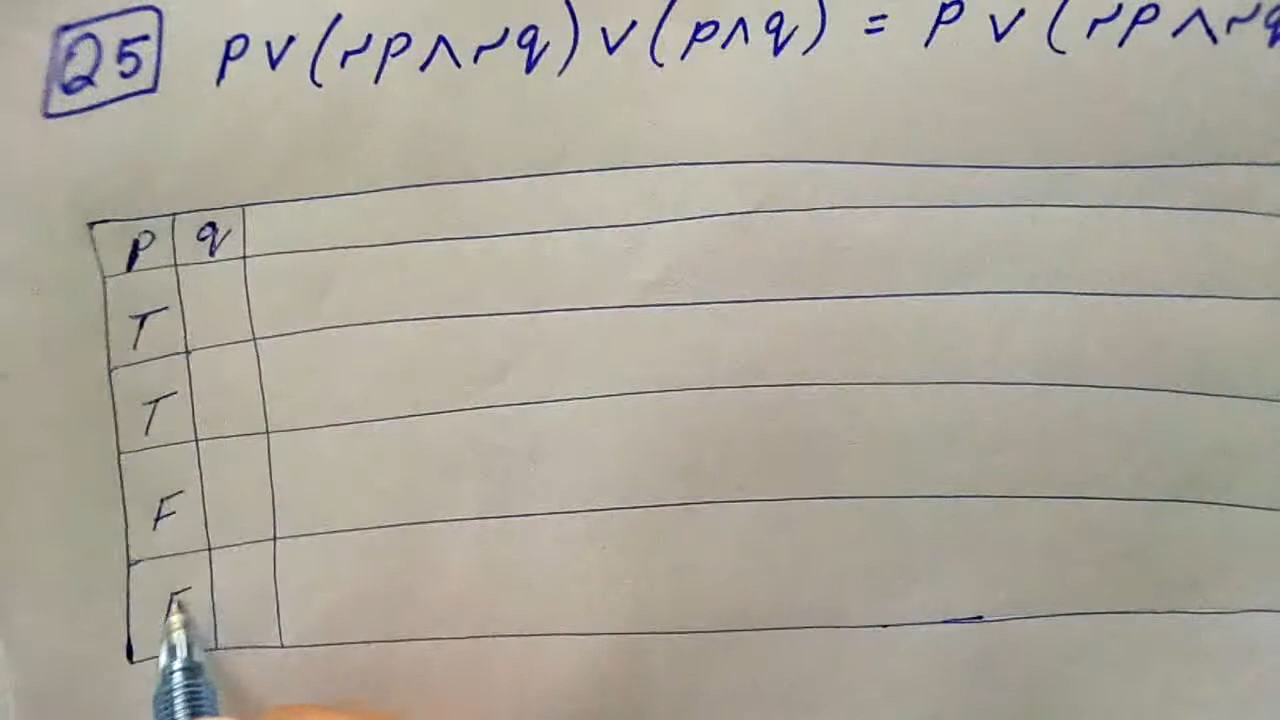 Q5 p∨(~p∧~q)∨(p∧q) = p∨(~p∧~q
p q
T
T
F
F